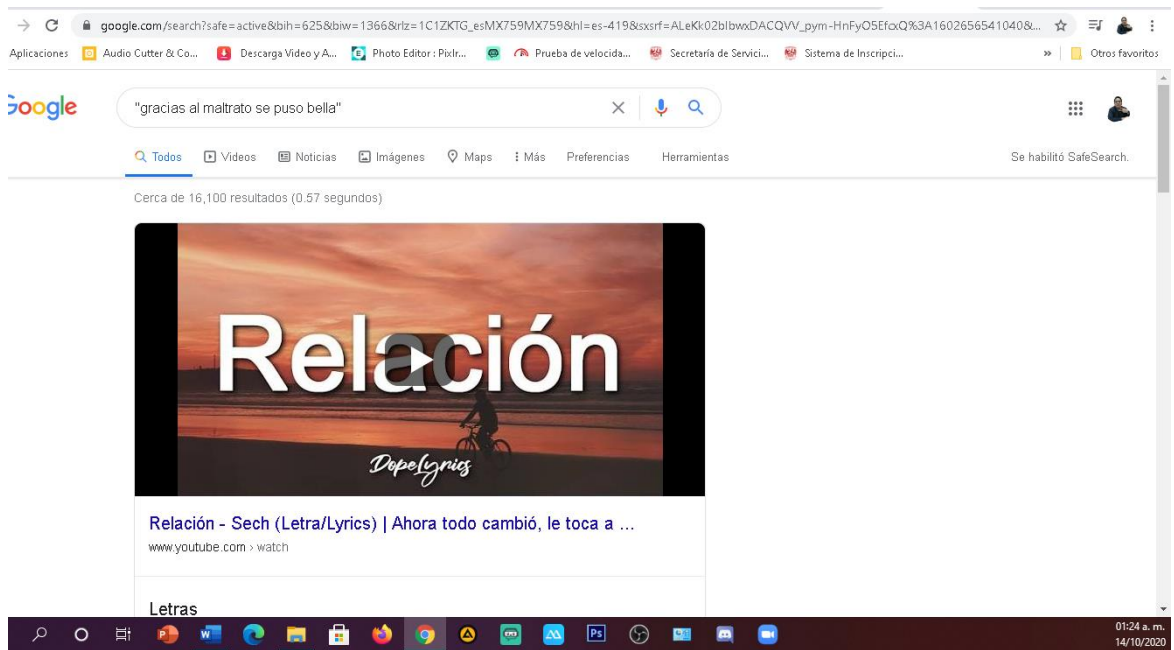 google.com/search?safe=active&bih=625&biw=1366&rlz=1C1ZKTG_esMX759MX759&hl=es-419&sxsrf=ALeKk02bIbwxDACQVV_pym-HnFyO5EfcxQ%3A1602656541040&...
Aplicaciones Audio Cutter & Co... Descarga Video y A... Photo Editor : Pixlr... Prueba de velocida... Secretaría de Servici... Sistema de Inscripci... » Otros favoritos
Google "gracias al maltrato se puso bella"
Todos Videos Noticias Imágenes Maps Más Preferencias Herramientas Se habilitó SafeSearch.
Cerca de 16,100 resultados (0.57 segundos)
Relación
DopeLyrics
Relación - Sech (Letra/Lyrics) | Ahora todo cambió, le toca a ...
www.youtube.com › watch
Letras
Ps
01:24 a. m.
14/10/2020